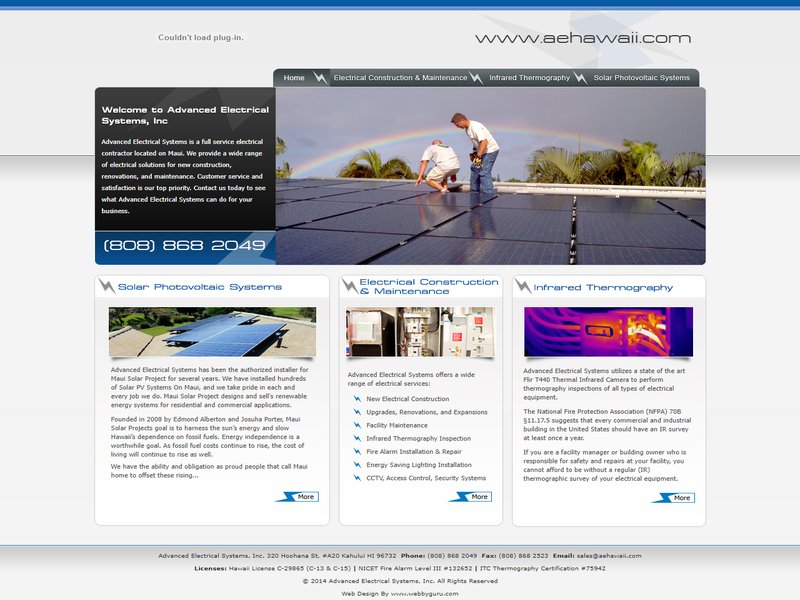 Couldn't load plug-in.
www.aehawaii.com
Home
Electrical Construction & Maintenance
Infrared Thermography
Solar Photovoltaic Systems
Welcome to Advanced Electrical
Systems, Inc
Advanced Electrical Systems is a full service electrical
contractor located on Maui. We provide a wide range
of electrical solutions for new construction,
renovations, and maintenance. Customer service and
satisfaction is our top priority. Contact us today to see
what Advanced Electrical Systems can do for your
business.
(808) 868 2049
Solar Photovoltaic Systems
Advanced Electrical Systems has been the authorized installer for
Maui Solar Project for several years. We have installed hundreds
of Solar PV Systems On Maui, and we take pride in each and
every job we do. Maui Solar Project designs and sell's renewable
energy systems for residential and commercial applications.
Founded in 2008 by Edmond Alberton and Josuha Porter, Maui
Solar Projects goal is to harness the sun's energy and slow
Hawaii's dependence on fossil fuels. Energy independence is a
worthwhile goal. As fossil fuel costs continue to rise, the cost of
living will continue to rise as well.
We have the ability and obligation as proud people that call Maui
home to offset these rising...
More
Electrical Construction
& Maintenance
Advanced Electrical Systems offers a wide
range of electrical services:
New Electrical Construction
Upgrades, Renovations, and Expansions
Facility Maintenance
Infrared Thermography Inspection
Fire Alarm Installation & Repair
Energy Saving Lighting Installation
CCTV, Access Control, Security Systems
More
Infrared Thermography
Advanced Electrical Systems utilizes a state of the art
Flir T440 Thermal Infrared Camera to perform
thermography inspections of all types of electrical
equipment.
The National Fire Protection Association (NFPA) 70B
§11.17.5 suggests that every commercial and industrial
building in the United States should have an IR survey
at least once a year.
If you are a facility manager or building owner who is
responsible for safety and repairs at your facility, you
cannot afford to be without a regular (IR)
thermographic survey of your electrical equipment.
More
Advanced Electrical Systems, Inc. 320 Hoohana St. #A20 Kahului HI 96732 Phone: (808) 868 2049 Fax: (808) 868 2523 Email: sales@aehawaii.com
Licenses: Hawaii License C-29865 (C-13 & C-15) | NICET Fire Alarm Level III #132652 | ITC Thermography Certification #75942
© 2014 Advanced Electrical Systems, Inc. All Rights Reserved
Web Design By www.webbyguru.com